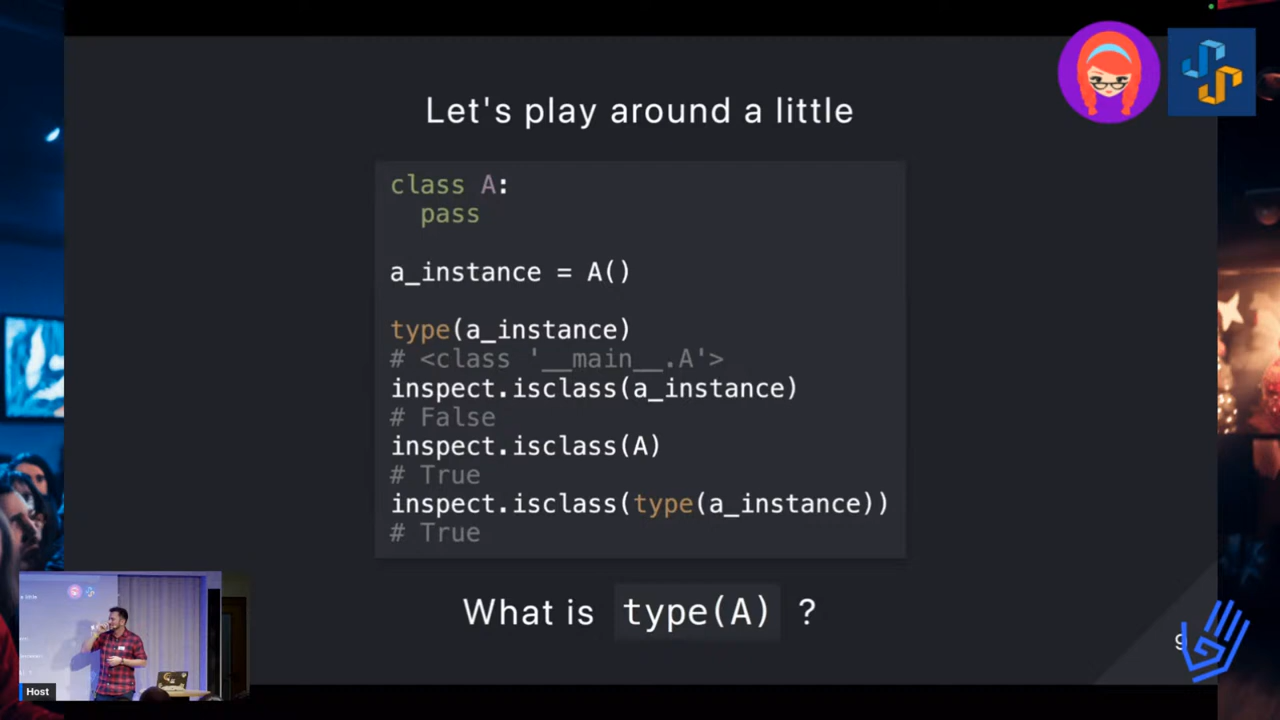 Let's play around a little
class A:
  pass
a_instance = A()
type(a_instance)
# <class '__main__.A'>
inspect.isclass(a_instance)
# False
inspect.isclass(A)
# True
inspect.isclass(type(a_instance))
# True
What is type(A) ?
9
Host